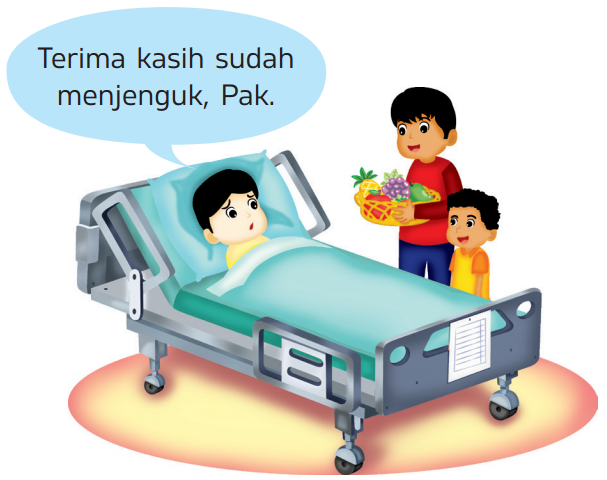 Terima kasih sudah
menjenguk, Pak.